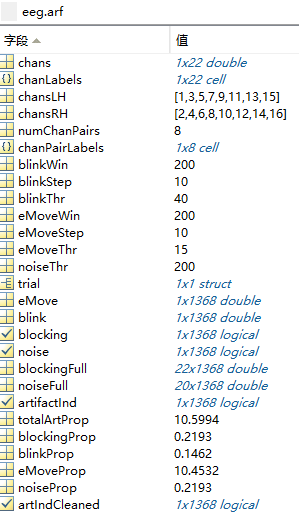 eeg.arf
字段 值
chans 1x22 double
chanLabels 1x22 cell
chansLH [1,3,5,7,9,11,13,15]
chansRH [2,4,6,8,10,12,14,16]
numChanPairs 8
chanPairLabels 1x8 cell
blinkWin 200
blinkStep 10
blinkThr 40
eMoveWin 200
eMoveStep 10
eMoveThr 15
noiseThr 200
trial 1x1 struct
eMove 1x1368 double
blink 1x1368 double
blocking 1x1368 logical
noise 1x1368 logical
blockingFull 22x1368 double
noiseFull 20x1368 double
artifactInd 1x1368 logical
totalArtProp 10.5994
blockingProp 0.2193
blinkProp 0.1462
eMoveProp 10.4532
noiseProp 0.2193
artIndCleaned 1x1368 logical